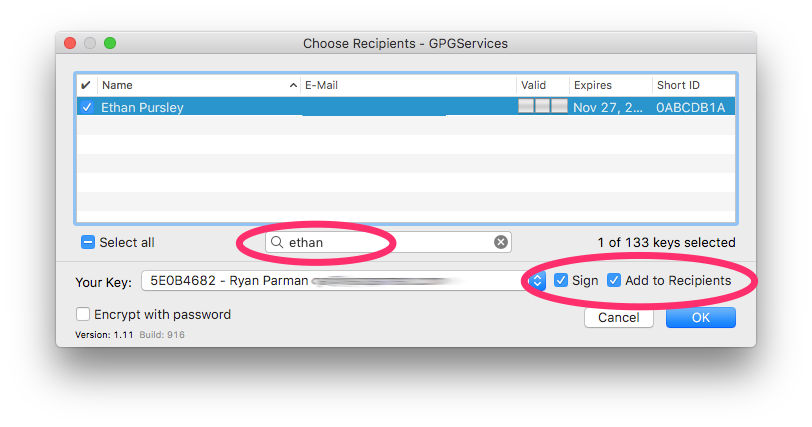 Choose Recipients - GPGServices
✔ Name E-Mail Valid Expires Short ID
Ethan Pursley Nov 27, 2... 0ABCDB1A
Select all ethan 1 of 133 keys selected
Your Key: 5E0B4682 - Ryan Parman Sign Add to Recipients
Encrypt with password Cancel OK
Version: 1.11 Build: 916